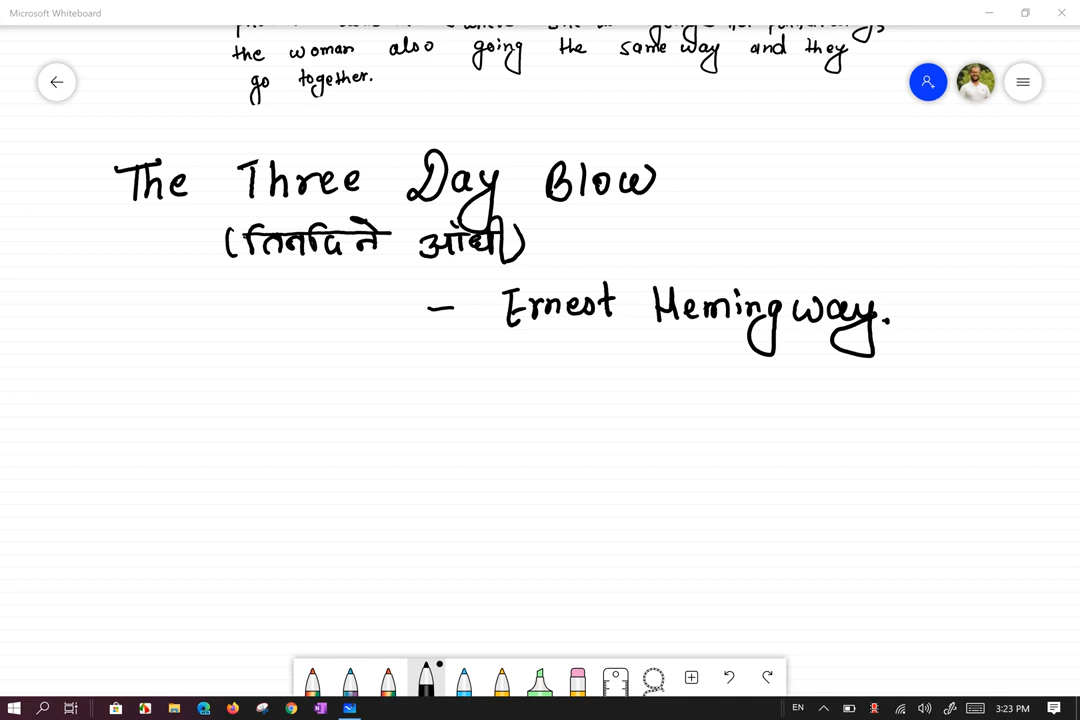 Microsoft Whiteboard
the woman also going the same way and they
go together.
The Three Day Blow
(तिनदिने आँधी)
- Ernest Hemingway.
EN
3:23 PM